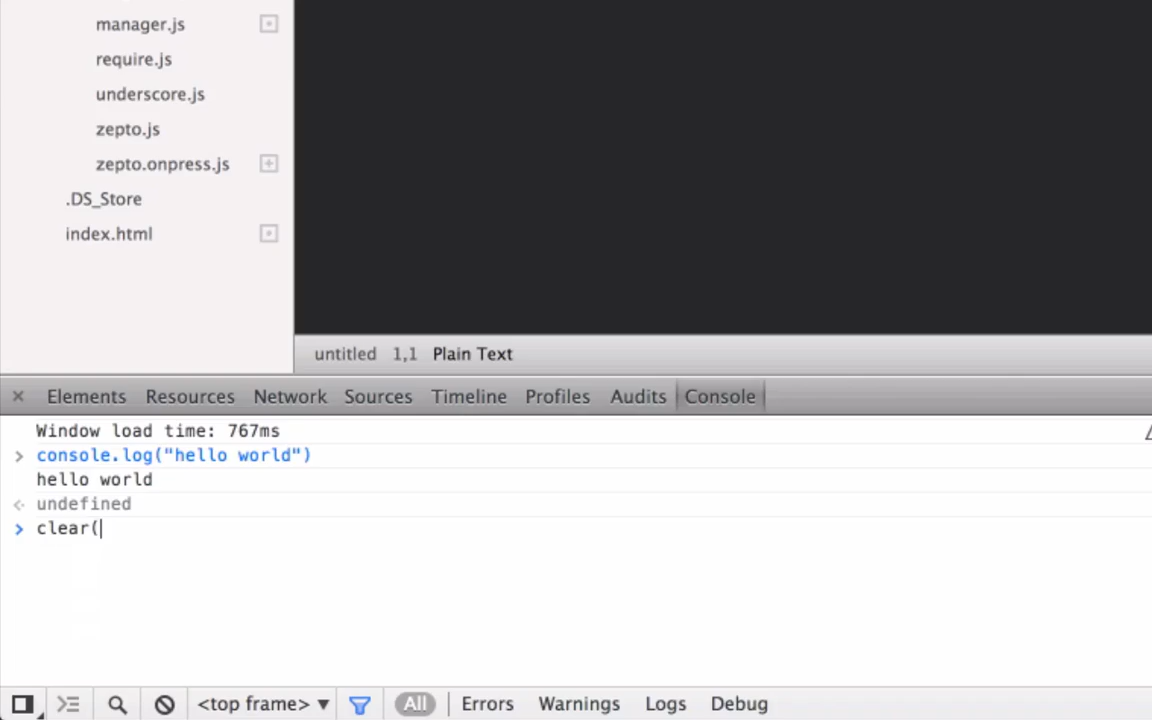 manager.js
require.js
underscore.js
zepto.js
zepto.onpress.js
.DS_Store
index.html
untitled 1,1 Plain Text
× Elements Resources Network Sources Timeline Profiles Audits Console
Window load time: 767ms
> console.log("hello world")
hello world
undefined
> clear(
<top frame> ▼ All Errors Warnings Logs Debug